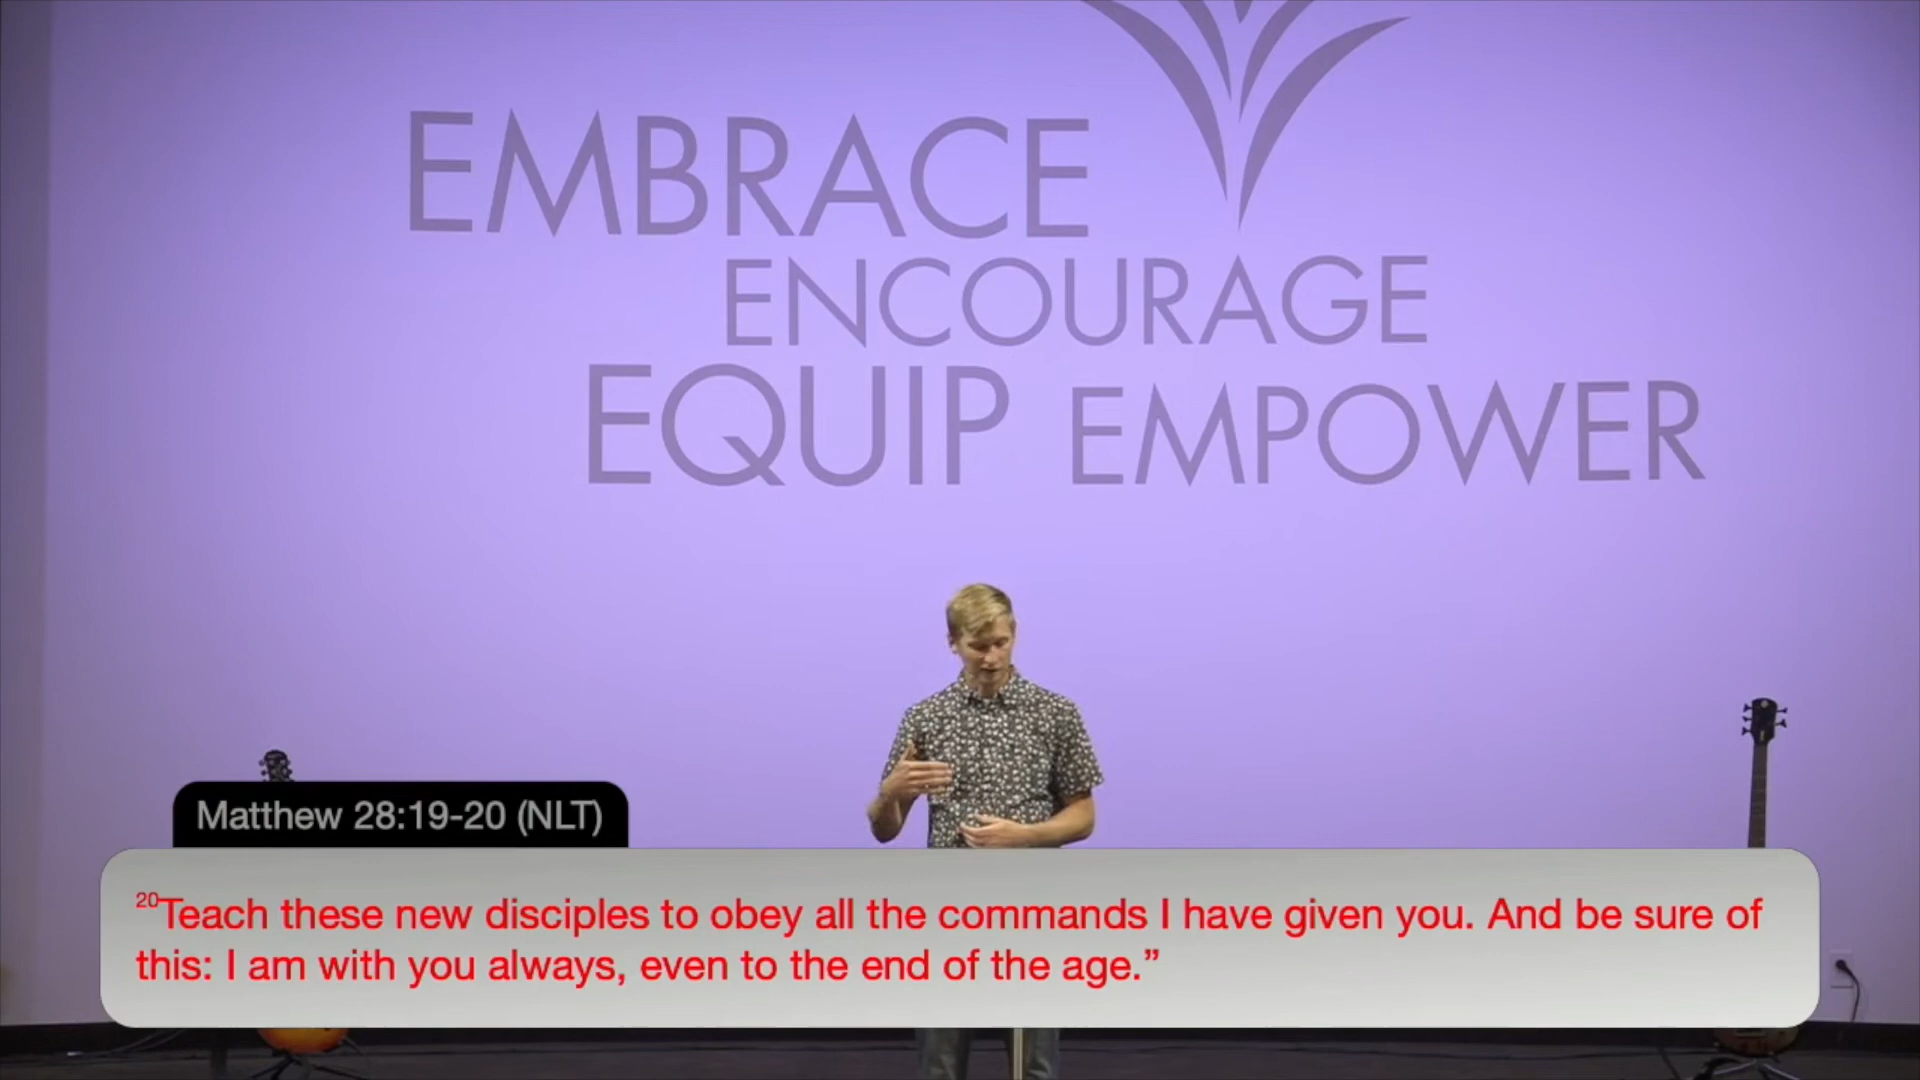 EMBRACE
ENCOURAGE
EQUIP EMPOWER
Matthew 28:19-20 (NLT)
20Teach these new disciples to obey all the commands I have given you. And be sure of
this: I am with you always, even to the end of the age.”